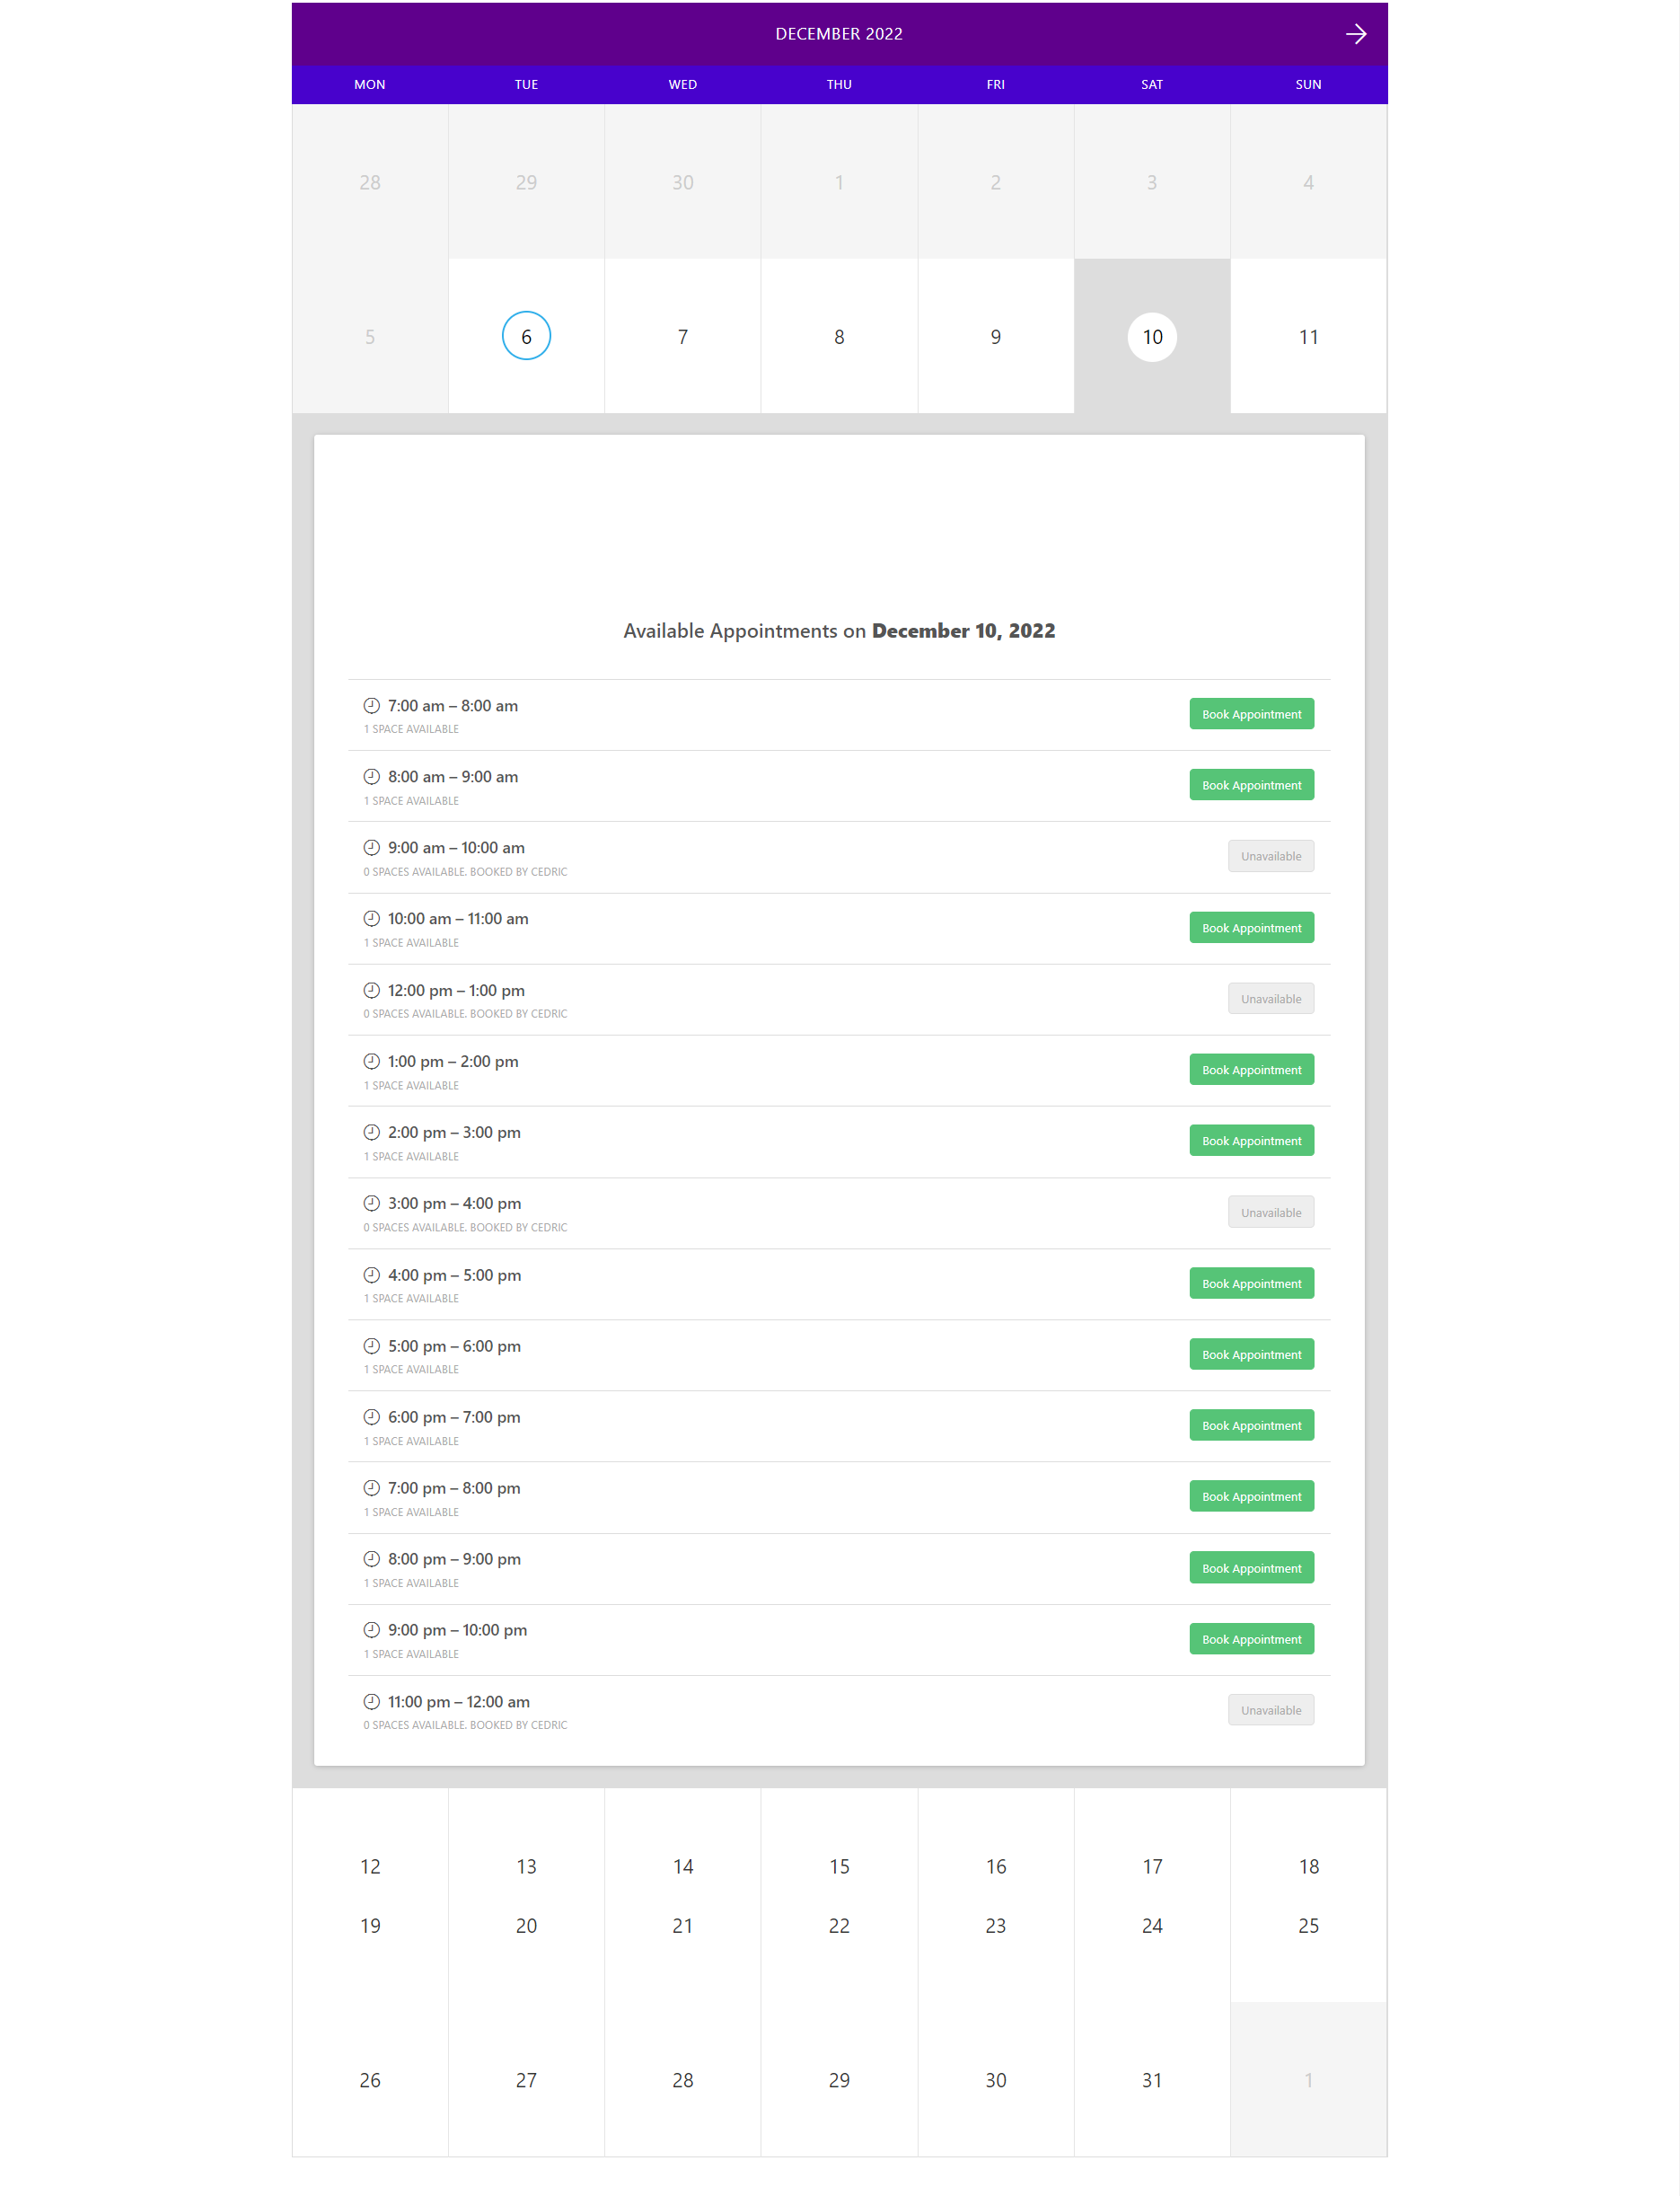 DECEMBER 2022
MON TUE WED THU FRI SAT SUN
28 29 30 1 2 3 4
5 6 7 8 9 10 11
Available Appointments on December 10, 2022
7:00 am – 8:00 am
Book Appointment
1 SPACE AVAILABLE
8:00 am – 9:00 am
Book Appointment
1 SPACE AVAILABLE
9:00 am – 10:00 am
Unavailable
0 SPACES AVAILABLE. BOOKED BY CEDRIC
10:00 am – 11:00 am
Book Appointment
1 SPACE AVAILABLE
12:00 pm – 1:00 pm
Unavailable
0 SPACES AVAILABLE. BOOKED BY CEDRIC
1:00 pm – 2:00 pm
Book Appointment
1 SPACE AVAILABLE
2:00 pm – 3:00 pm
Book Appointment
1 SPACE AVAILABLE
3:00 pm – 4:00 pm
Unavailable
0 SPACES AVAILABLE. BOOKED BY CEDRIC
4:00 pm – 5:00 pm
Book Appointment
1 SPACE AVAILABLE
5:00 pm – 6:00 pm
Book Appointment
1 SPACE AVAILABLE
6:00 pm – 7:00 pm
Book Appointment
1 SPACE AVAILABLE
7:00 pm – 8:00 pm
Book Appointment
1 SPACE AVAILABLE
8:00 pm – 9:00 pm
Book Appointment
1 SPACE AVAILABLE
9:00 pm – 10:00 pm
Book Appointment
1 SPACE AVAILABLE
11:00 pm – 12:00 am
Unavailable
0 SPACES AVAILABLE. BOOKED BY CEDRIC
12 13 14 15 16 17 18
19 20 21 22 23 24 25
26 27 28 29 30 31 1